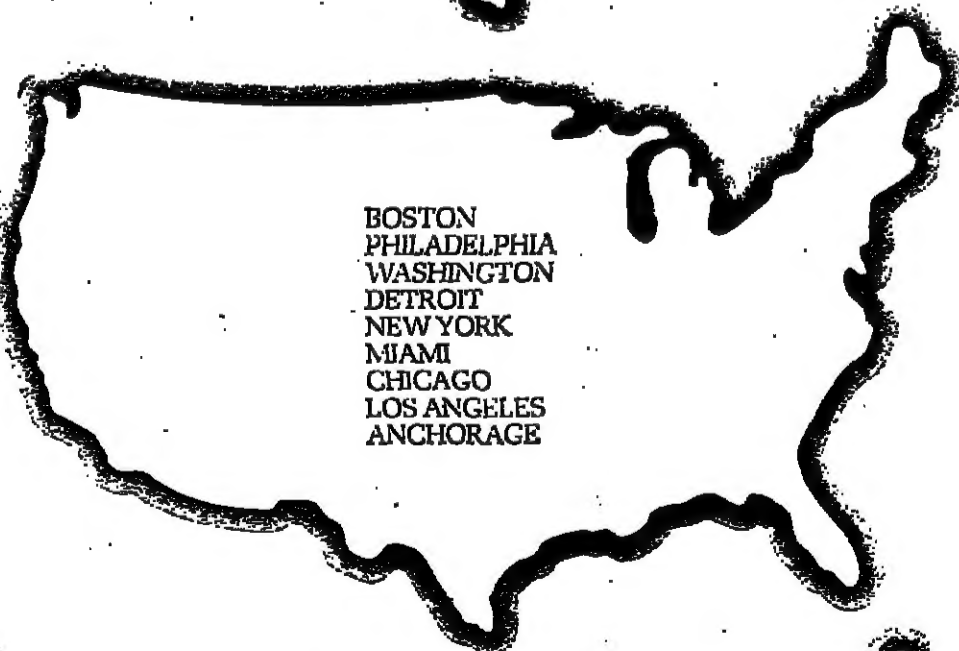 BOSTON
PHILADELPHIA
WASHINGTON
DETROIT
NEW YORK
MIAMI
CHICAGO
LOS ANGELES
ANCHORAGE